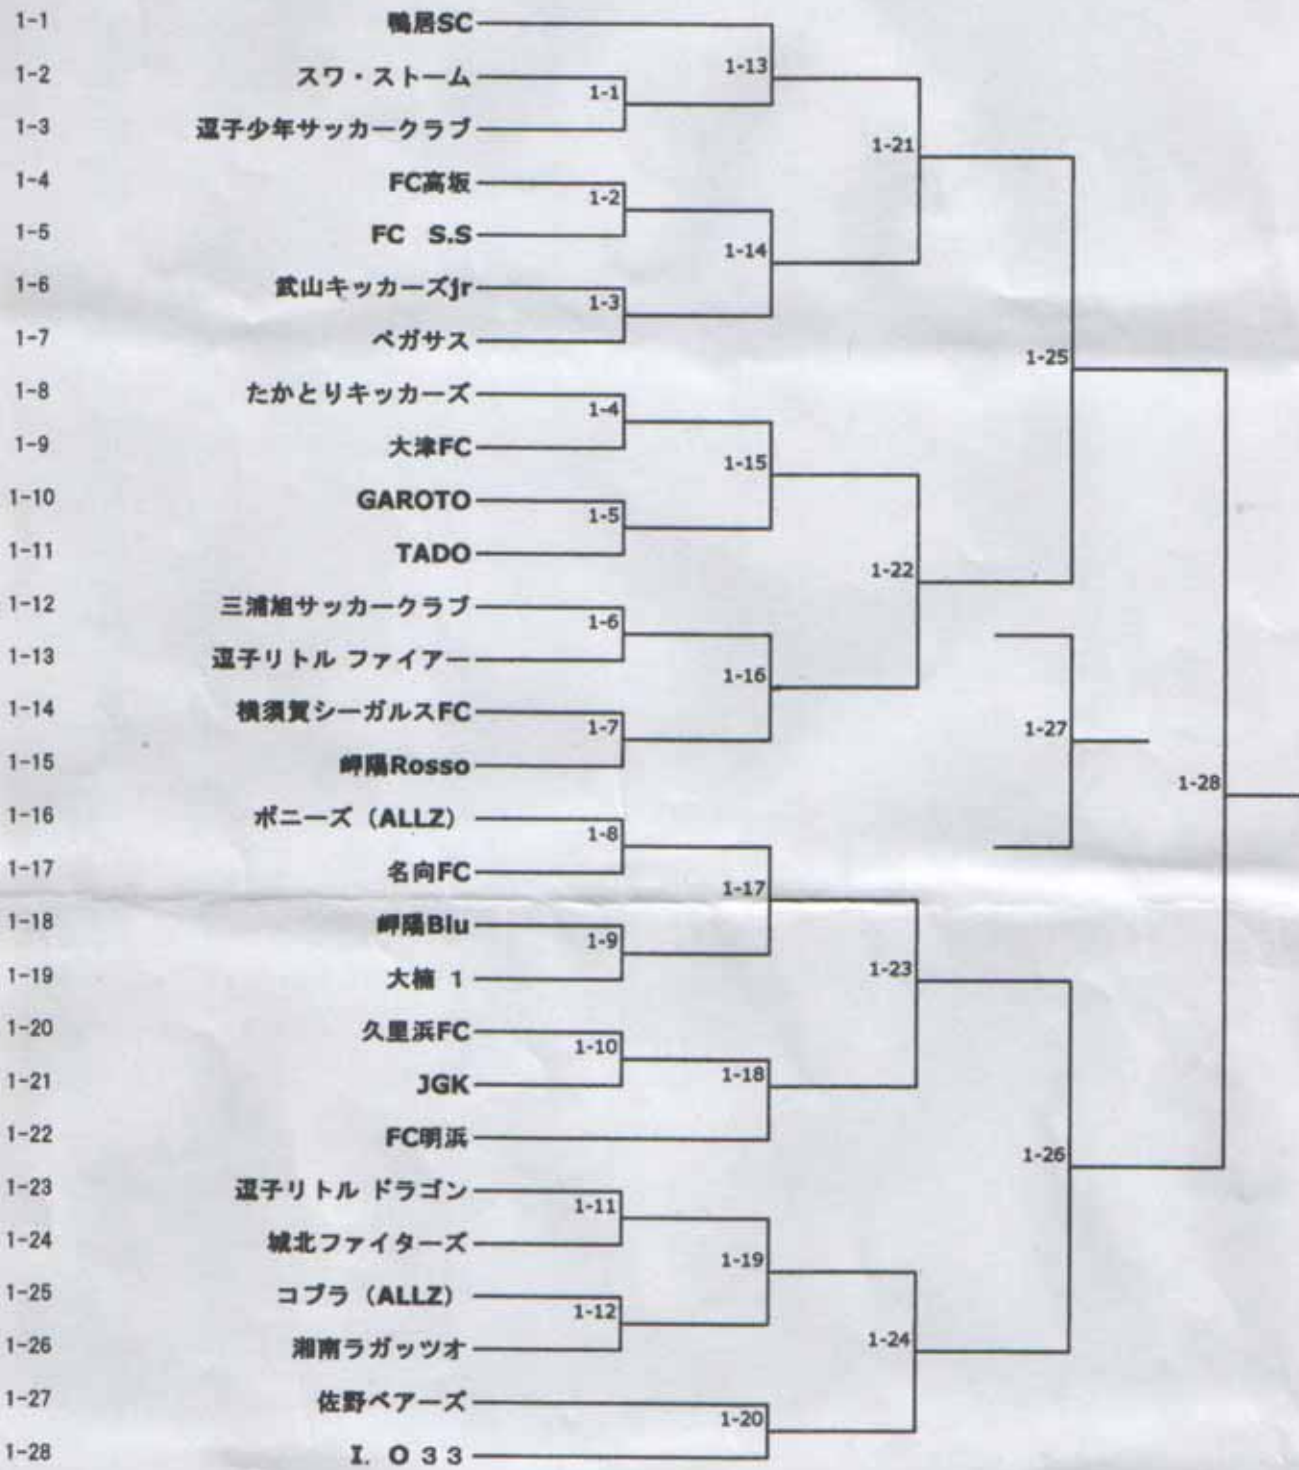 1-1 鴨居SC
1-13
1-2 スワ・ストーム
1-1
1-3 逗子少年サッカークラブ
1-21
1-4 FC高坂
1-2
1-5 FC S.S
1-14
1-6 武山キッカーズjr
1-3
1-7 ペガサス
1-25
1-8 たかとりキッカーズ
1-4
1-9 大津FC
1-15
1-10 GAROTO
1-5
1-11 TADO
1-22
1-12 三浦旭サッカークラブ
1-6
1-13 逗子リトル ファイアー
1-16
1-14 横須賀シーガルスFC
1-7
1-27
1-15 岬陽Rosso
1-28
1-16 ポニーズ（ALLZ）
1-8
1-17 名向FC
1-17
1-18 岬陽Blu
1-9
1-19 大楠 1
1-23
1-20 久里浜FC
1-10
1-21 JGK
1-18
1-22 FC明浜
1-26
1-23 逗子リトル ドラゴン
1-11
1-24 城北ファイターズ
1-19
1-25 コブラ（ALLZ）
1-12
1-26 湘南ラガッツオ
1-24
1-27 佐野ベアーズ
1-20
1-28 I. O 3 3